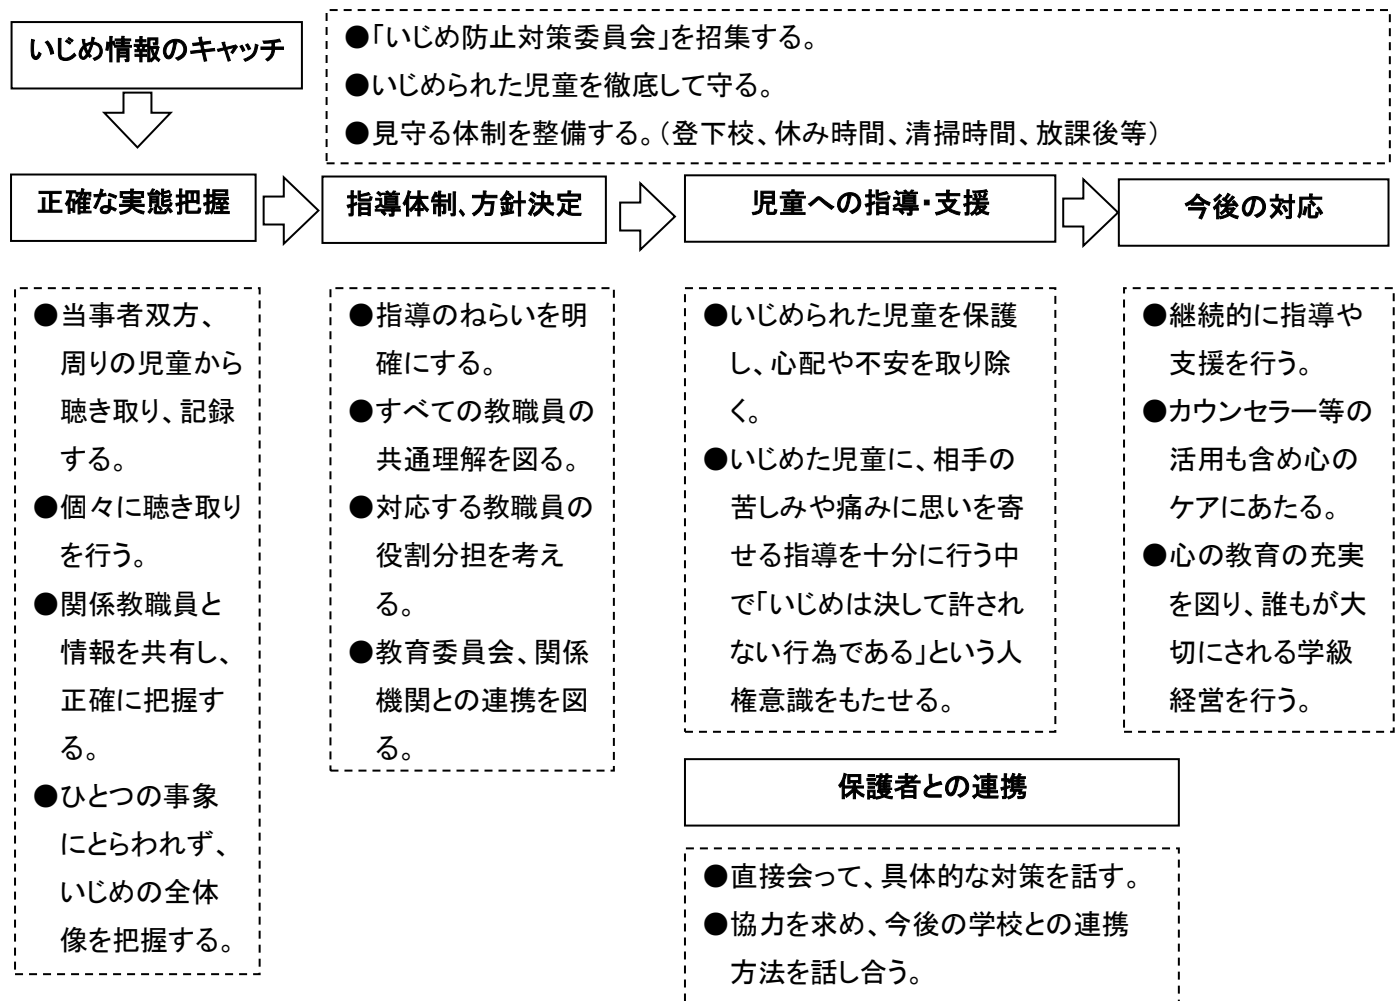 いじめ情報のキャッチ
●「いじめ防止対策委員会」を招集する。
●いじめられた児童を徹底して守る。
●見守る体制を整備する。（登下校、休み時間、清掃時間、放課後等）
正確な実態把握
指導体制、方針決定
児童への指導・支援
今後の対応
●当事者双方、
周りの児童から
聴き取り、記録
する。
●個々に聴き取り
を行う。
●関係教職員と
情報を共有し、
正確に把握す
る。
●ひとつの事象
にとらわれず、
いじめの全体
像を把握する。
●指導のねらいを明
確にする。
●すべての教職員の
共通理解を図る。
●対応する教職員の
役割分担を考え
る。
●教育委員会、関係
機関との連携を図
る。
●いじめられた児童を保護
し、心配や不安を取り除
く。
●いじめた児童に、相手の
苦しみや痛みに思いを寄
せる指導を十分に行う中
で「いじめは決して許され
ない行為である」という人
権意識をもたせる。
●継続的に指導や
支援を行う。
●カウンセラー等の
活用も含め心の
ケアにあたる。
●心の教育の充実
を図り、誰もが大
切にされる学級
経営を行う。
保護者との連携
●直接会って、具体的な対策を話す。
●協力を求め、今後の学校との連携
方法を話し合う。